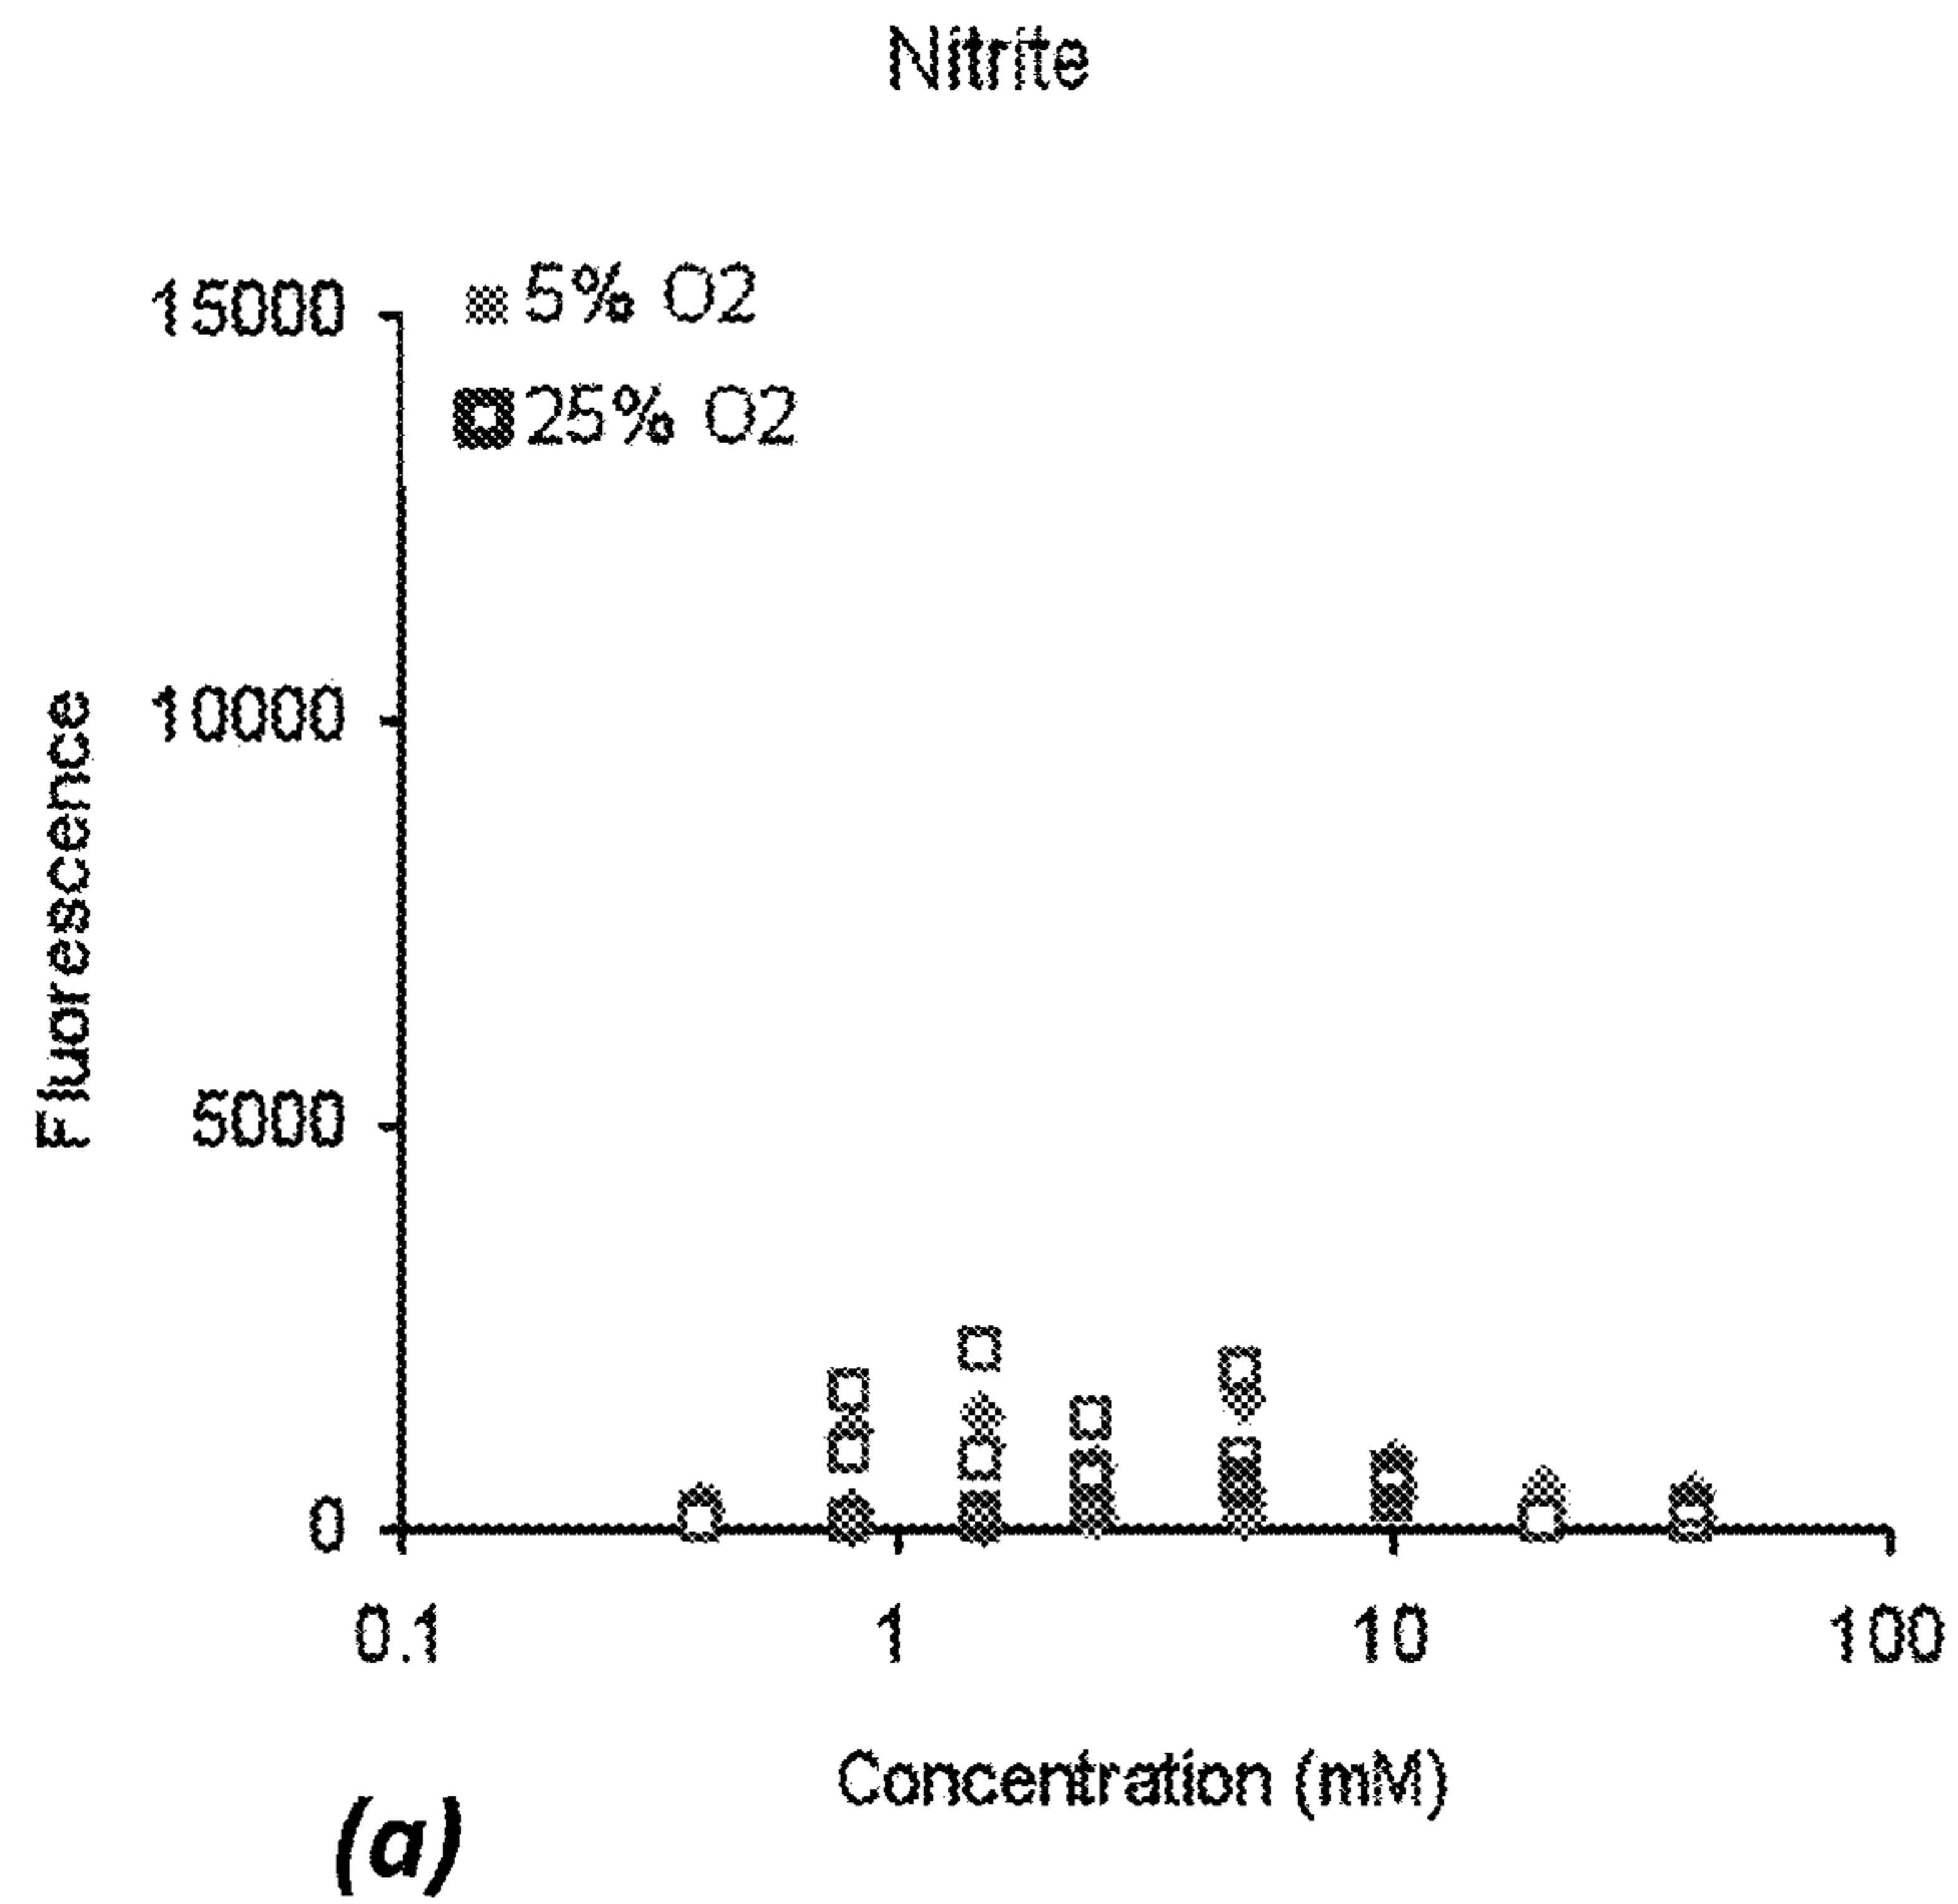 Nitrite
15000
5% O2
25% O2
10000
5000
0
Fluorescence
0.1 1 10 100
Concentration (mM)
(a)